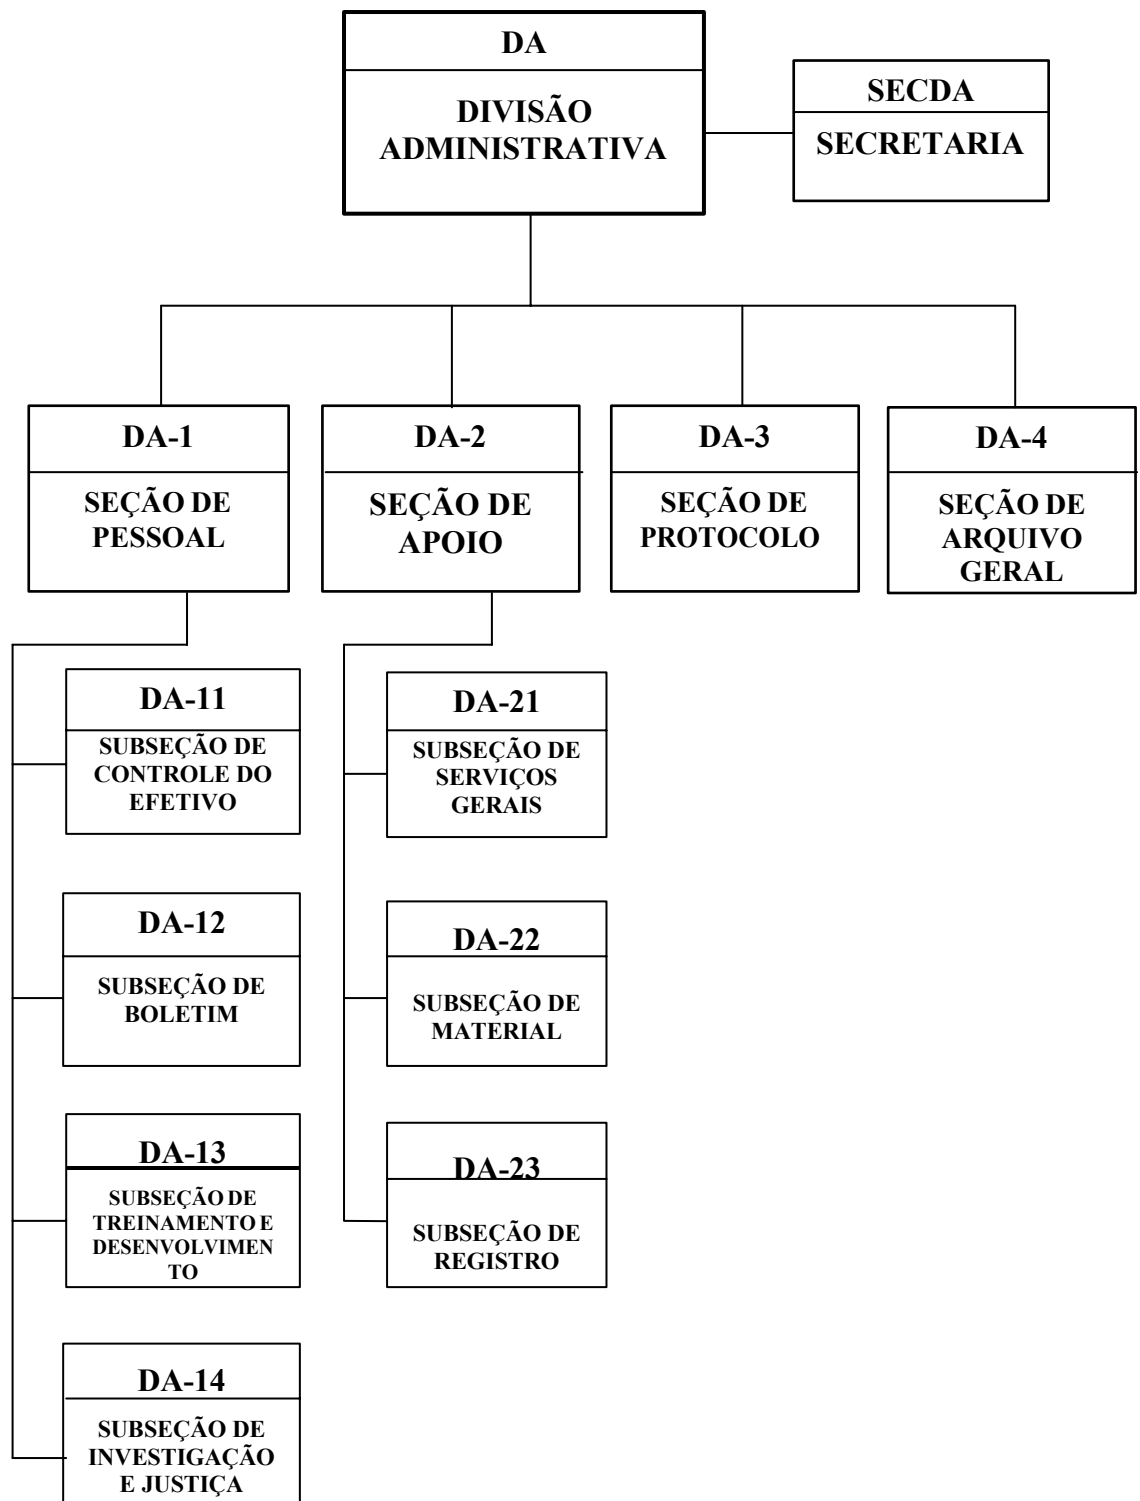 DA
DIVISÃO
ADMINISTRATIVA
SECDA
SECRETARIA
DA-1
SEÇÃO DE
PESSOAL
DA-2
SEÇÃO DE
APOIO
DA-3
SEÇÃO DE
PROTOCOLO
DA-4
SEÇÃO DE
ARQUIVO
GERAL
DA-11
SUBSEÇÃO DE
CONTROLE DO
EFETIVO
DA-12
SUBSEÇÃO DE
BOLETIM
DA-13
SUBSEÇÃO DE
TREINAMENTO E
DESENVOLVIMEN
TO
DA-14
SUBSEÇÃO DE
INVESTIGAÇÃO
E JUSTIÇA
DA-21
SUBSEÇÃO DE
SERVIÇOS
GERAIS
DA-22
SUBSEÇÃO DE
MATERIAL
DA-23
SUBSEÇÃO DE
REGISTRO